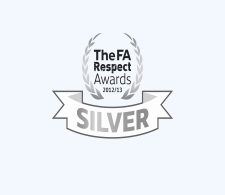 The FA
Respect
Awards
2012/13
SILVER